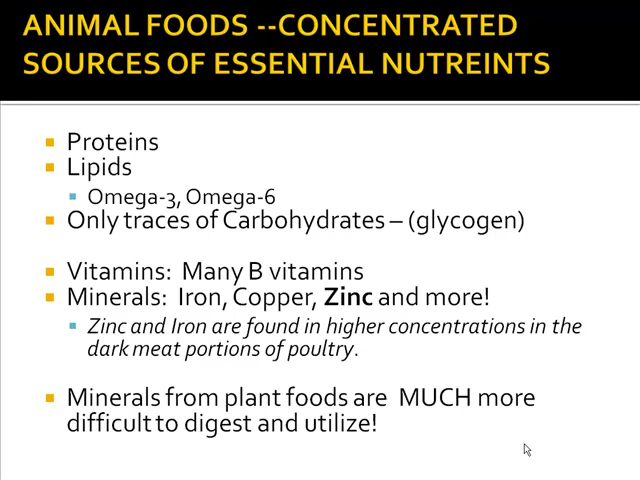 ANIMAL FOODS --CONCENTRATED
SOURCES OF ESSENTIAL NUTREINTS
Proteins
Lipids
Omega-3, Omega-6
Only traces of Carbohydrates – (glycogen)
Vitamins: Many B vitamins
Minerals: Iron, Copper, Zinc and more!
Zinc and Iron are found in higher concentrations in the
dark meat portions of poultry.
Minerals from plant foods are MUCH more
difficult to digest and utilize!